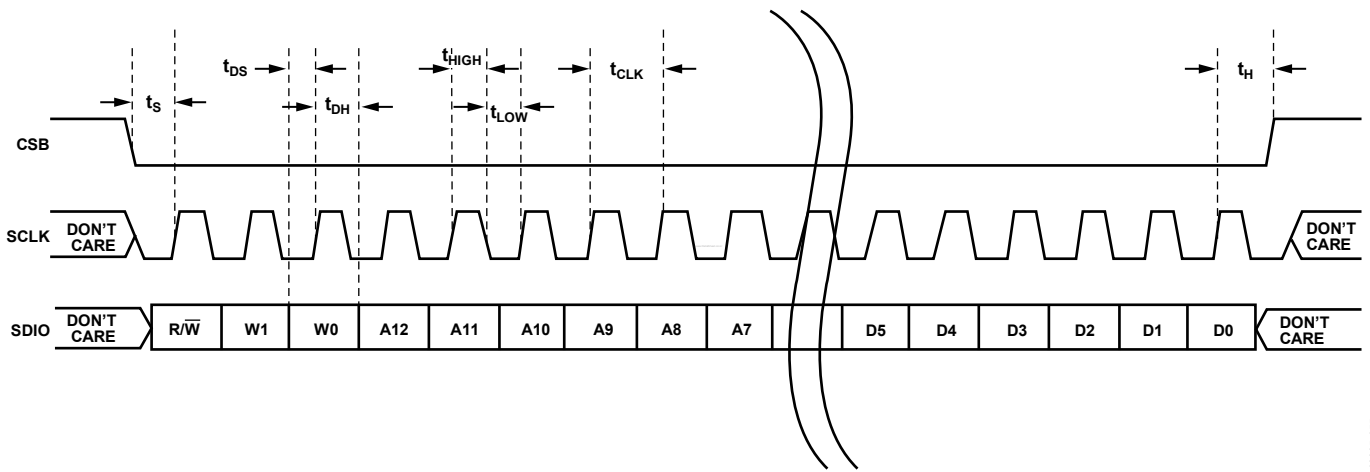 tDS
tHIGH
tCLK
tH
tS
tDH
tLOW
CSB
SCLK
DON'T
CARE
DON'T
CARE
SDIO
DON'T
CARE
R/W̅
W1
W0
A12
A11
A10
A9
A8
A7
D5
D4
D3
D2
D1
D0
DON'T
CARE